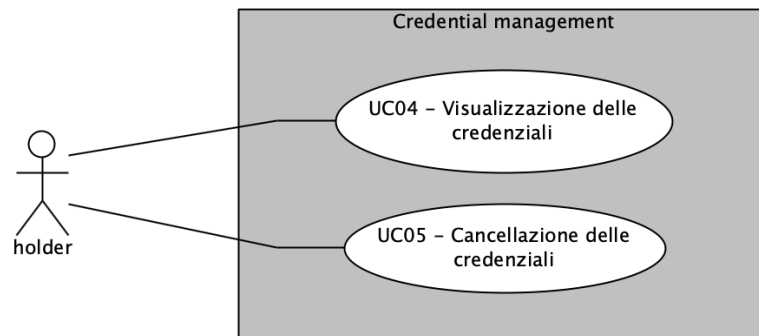 Credential management
UC04 – Visualizzazione delle
credenziali
UC05 – Cancellazione delle
credenziali
holder